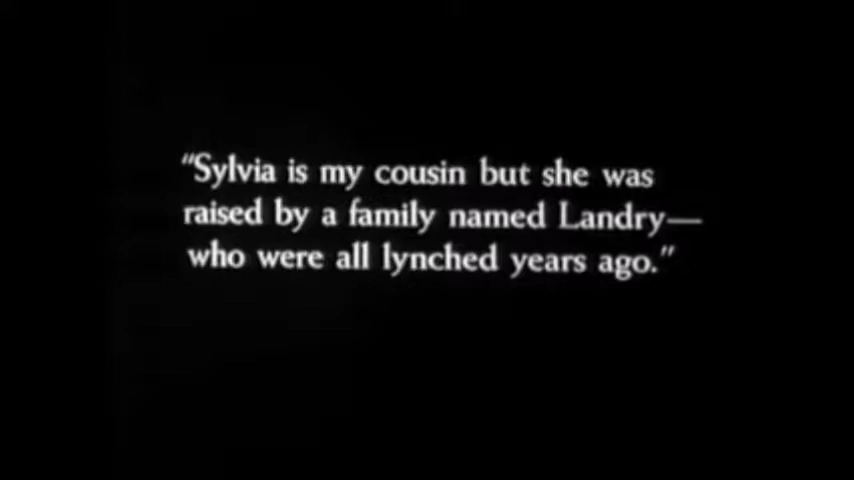 "Sylvia is my cousin but she was
raised by a family named Landry—
who were all lynched years ago."